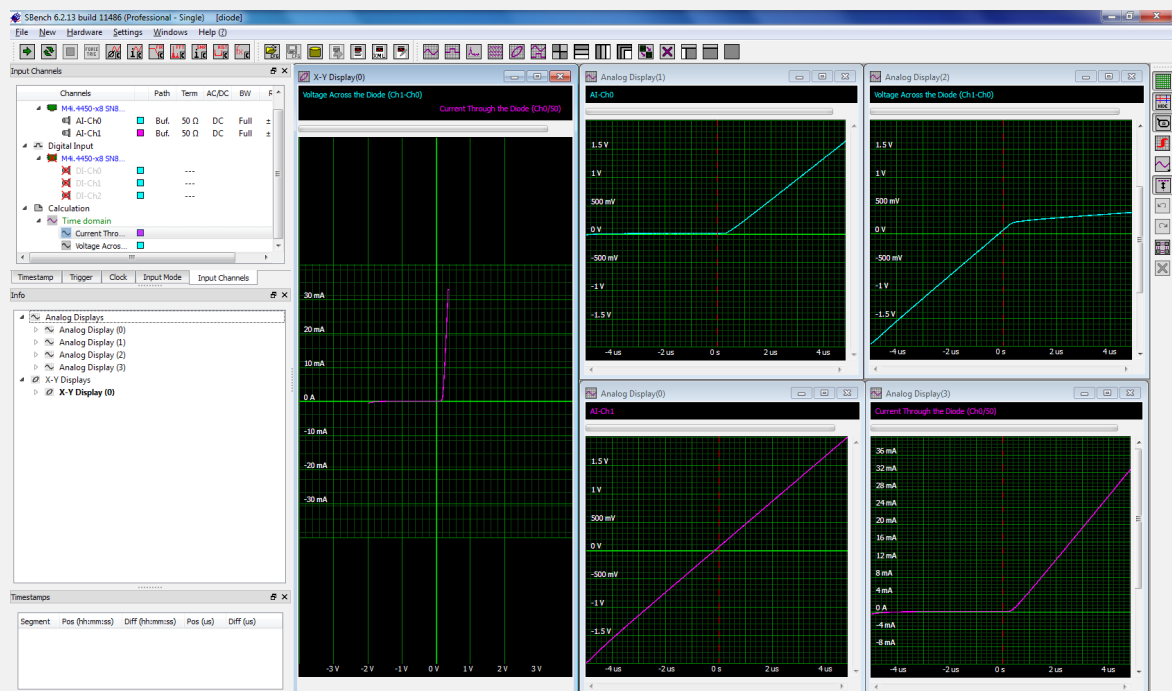 SBench 6.2.13 build 11486 (Professional - Single) [diode]
File New Hardware Settings Windows Help (?)
Input Channels
Channels Path Term AC/DC BW
M4i.4450-x8 SN8...
AI-Ch0 Buf. 50 Ω DC Full ±
AI-Ch1 Buf. 50 Ω DC Full ±
Digital Input
M4i.4450-x8 SN8...
DI-Ch0 ---
DI-Ch1 ---
DI-Ch2 ---
Calculation
Time domain
Current Thro...
Voltage Acros...
Timestamp Trigger Clock Input Mode Input Channels
Info
Analog Displays
Analog Display (0)
Analog Display (1)
Analog Display (2)
Analog Display (3)
X-Y Displays
X-Y Display (0)
Timestamps
Segment Pos (hh:mm:ss) Diff (hh:mm:ss) Pos (us) Diff (us)
X-Y Display(0)
Voltage Across the Diode (Ch1-Ch0)
Current Through the Diode (Ch0/50)
30 mA
20 mA
10 mA
0 A
-10 mA
-20 mA
-30 mA
-3 V -2 V -1 V 0 V 1 V 2 V 3 V
Analog Display(1)
AI-Ch0
1.5 V
1 V
500 mV
0 V
-500 mV
-1 V
-1.5 V
-4 us -2 us 0 s 2 us 4 us
Analog Display(2)
Voltage Across the Diode (Ch1-Ch0)
1.5 V
1 V
500 mV
0 V
-500 mV
-1 V
-1.5 V
-4 us -2 us 0 s 2 us 4 us
Analog Display(0)
AI-Ch1
1.5 V
1 V
500 mV
0 V
-500 mV
-1 V
-1.5 V
-4 us -2 us 0 s 2 us 4 us
Analog Display(3)
Current Through the Diode (Ch0/50)
36 mA
32 mA
28 mA
24 mA
20 mA
16 mA
12 mA
8 mA
4 mA
0 A
-4 mA
-8 mA
-4 us -2 us 0 s 2 us 4 us